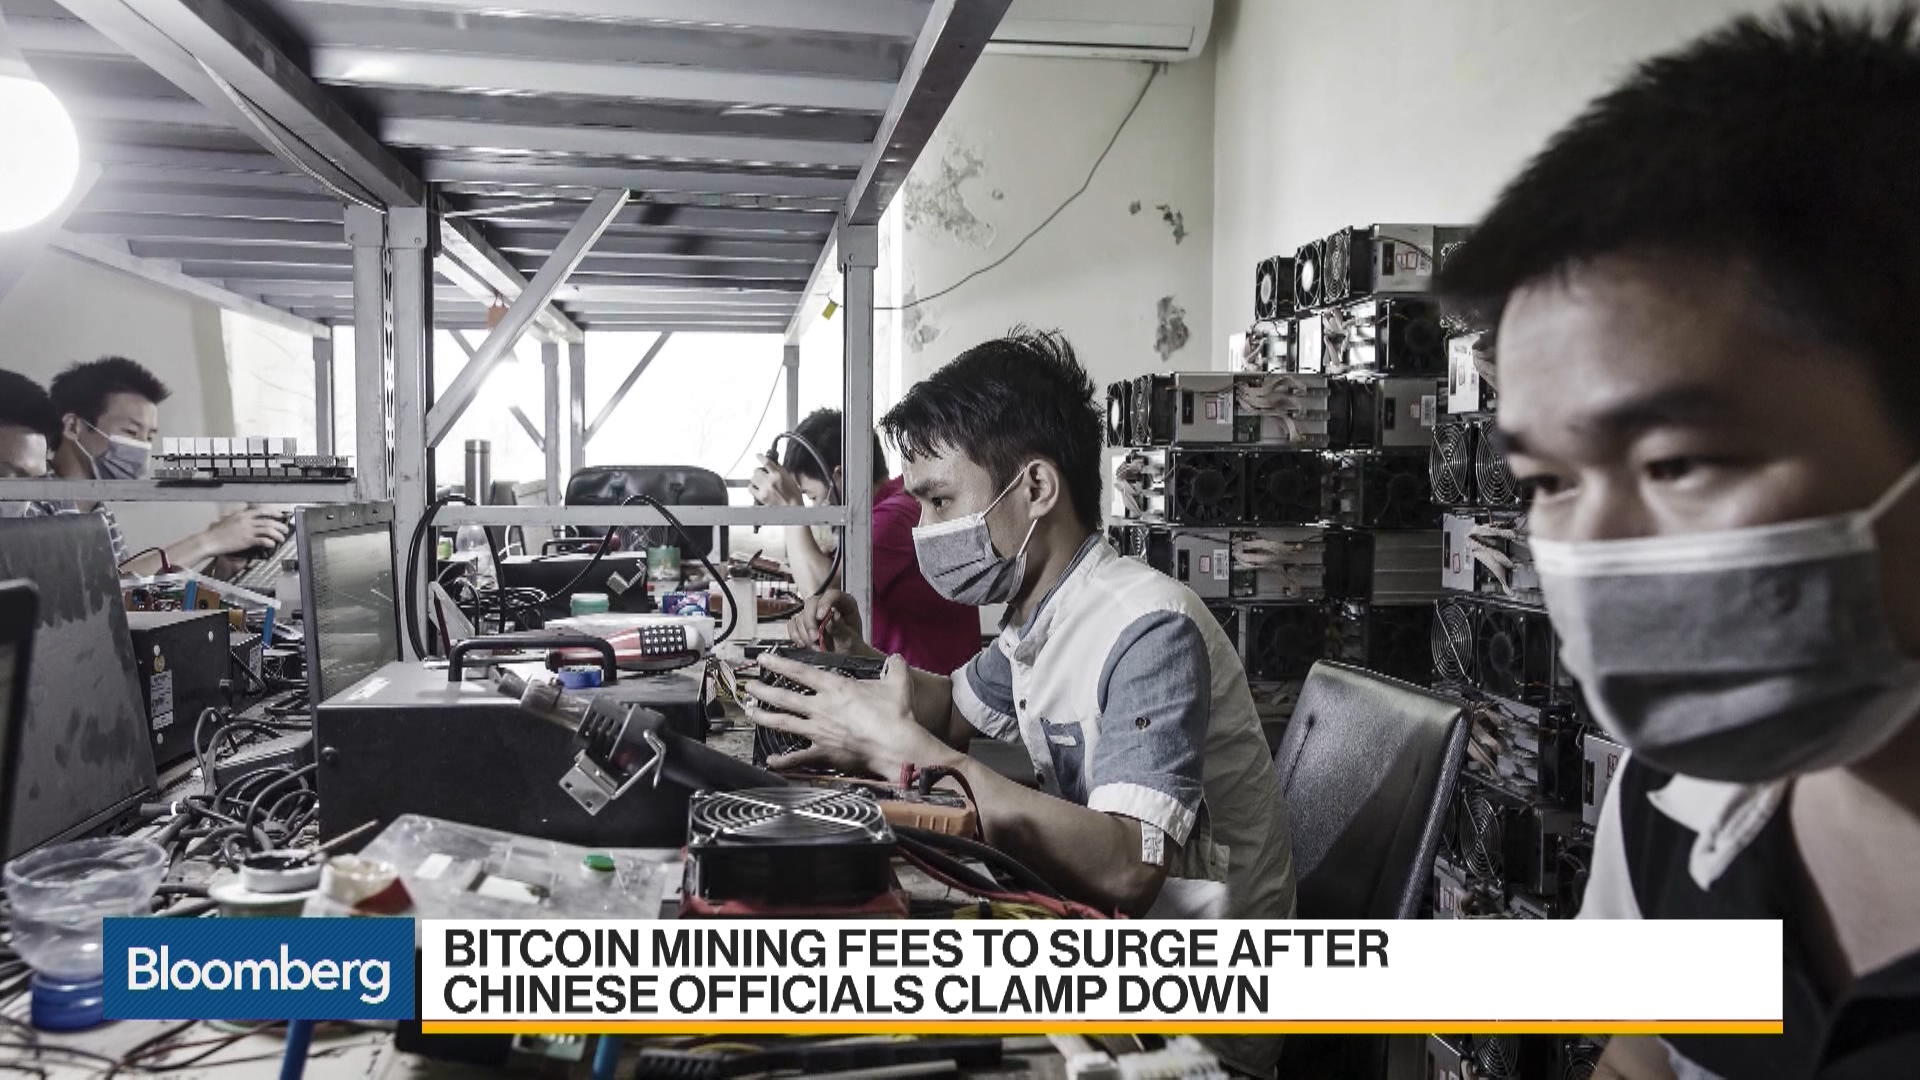 Bloomberg
BITCOIN MINING FEES TO SURGE AFTER
CHINESE OFFICIALS CLAMP DOWN